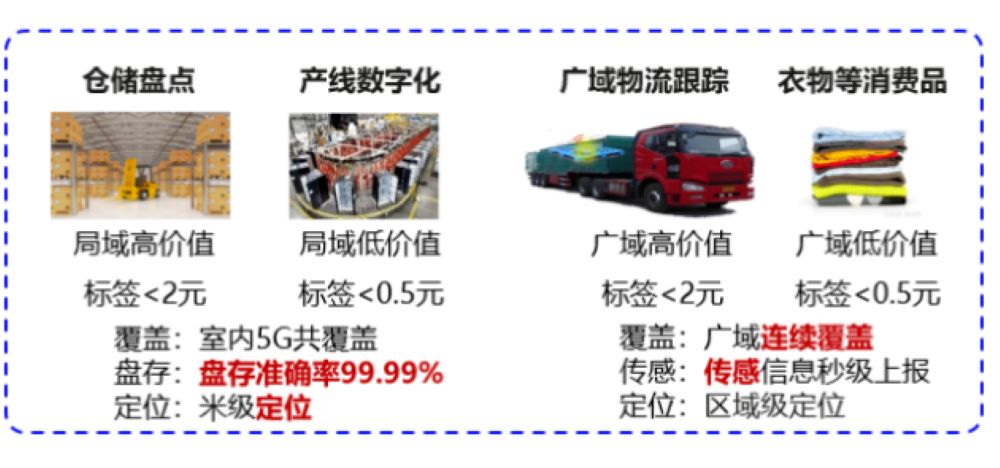 仓储盘点
产线数字化
广域物流跟踪
衣物等消费品
局域高价值
局域低价值
广域高价值
广域低价值
标签<2元
标签<0.5元
标签<2元
标签<0.5元
覆盖：室内5G共覆盖
盘存：盘存准确率99.99%
定位：米级定位
覆盖：广域连续覆盖
传感：传感信息秒级上报
定位：区域级定位